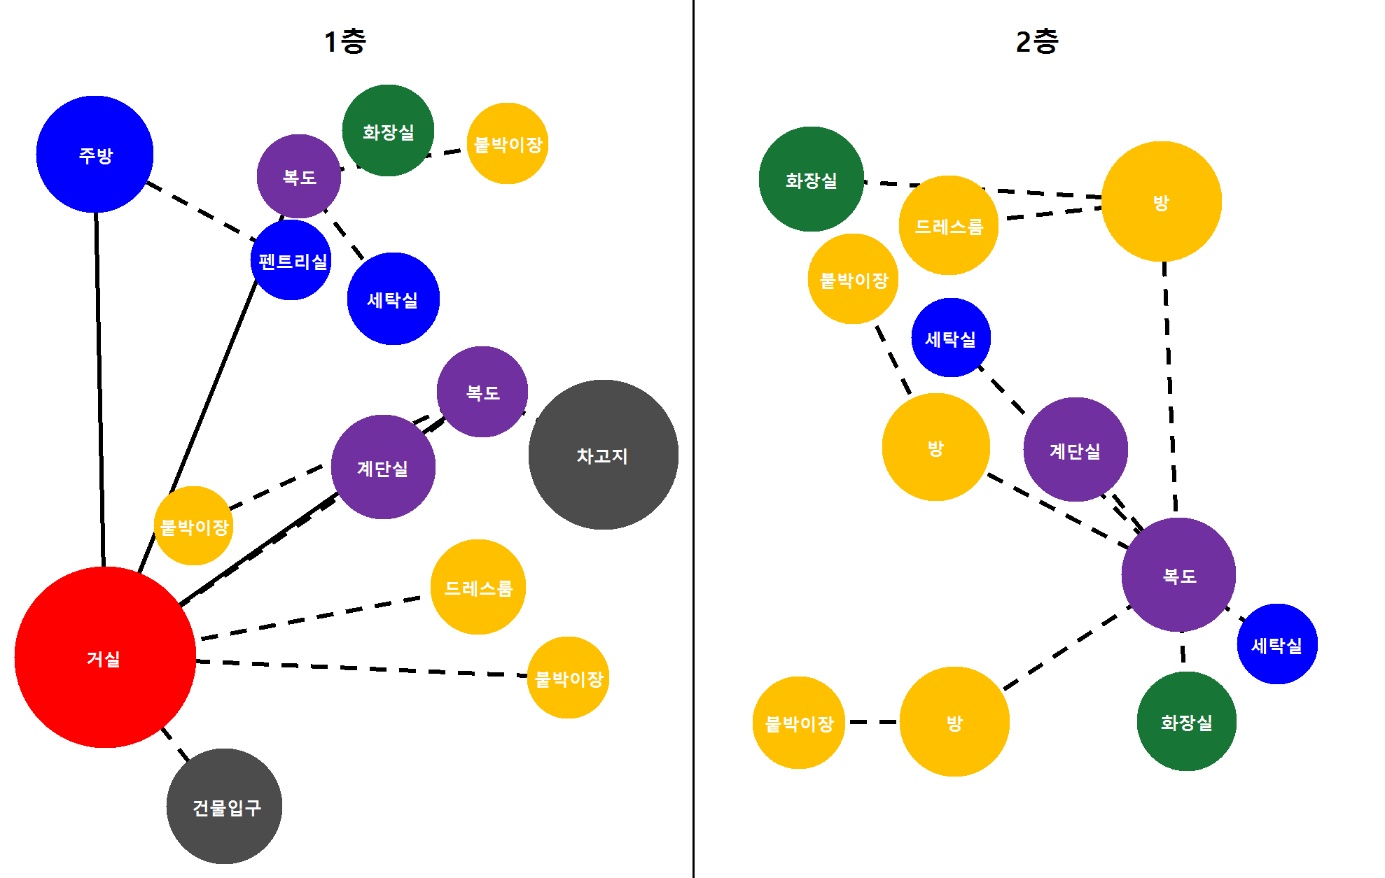 1층
화장실
붙박이장
주방
복도
펜트리실
세탁실
복도
차고지
계단실
붙박이장
드레스룸
거실
붙박이장
건물입구
2층
화장실
방
드레스룸
붙박이장
세탁실
방
계단실
복도
세탁실
붙박이장
방
화장실